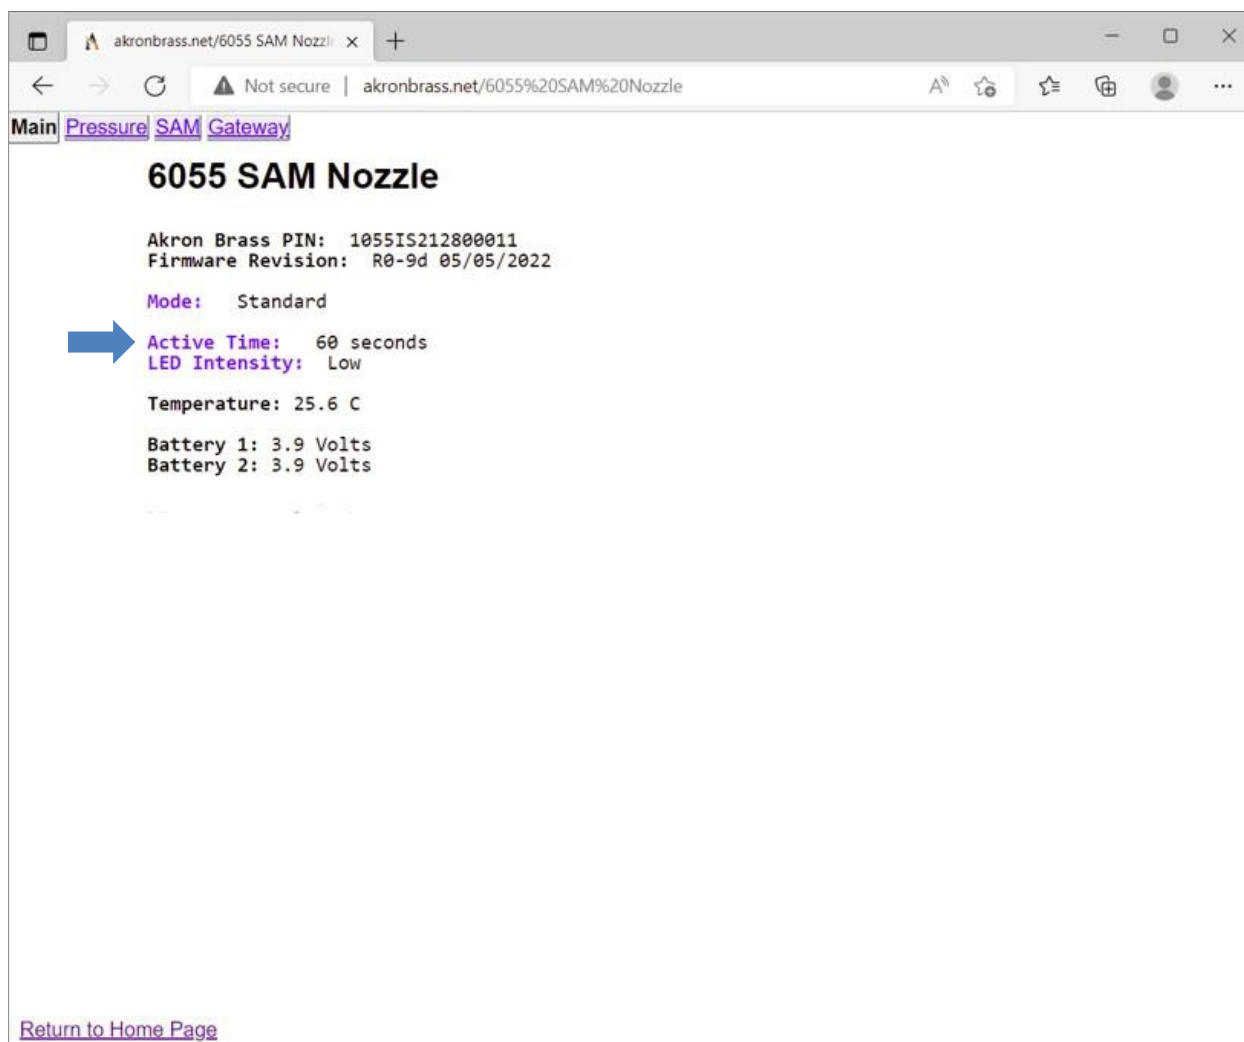 akronbrass.net/6055 SAM Nozzl
Not secure | akronbrass.net/6055%20SAM%20Nozzle
Main Pressure SAM Gateway
6055 SAM Nozzle
Akron Brass PIN: 1055IS212800011
Firmware Revision: R0-9d 05/05/2022
Mode: Standard
Active Time: 60 seconds
LED Intensity: Low
Temperature: 25.6 C
Battery 1: 3.9 Volts
Battery 2: 3.9 Volts
Return to Home Page